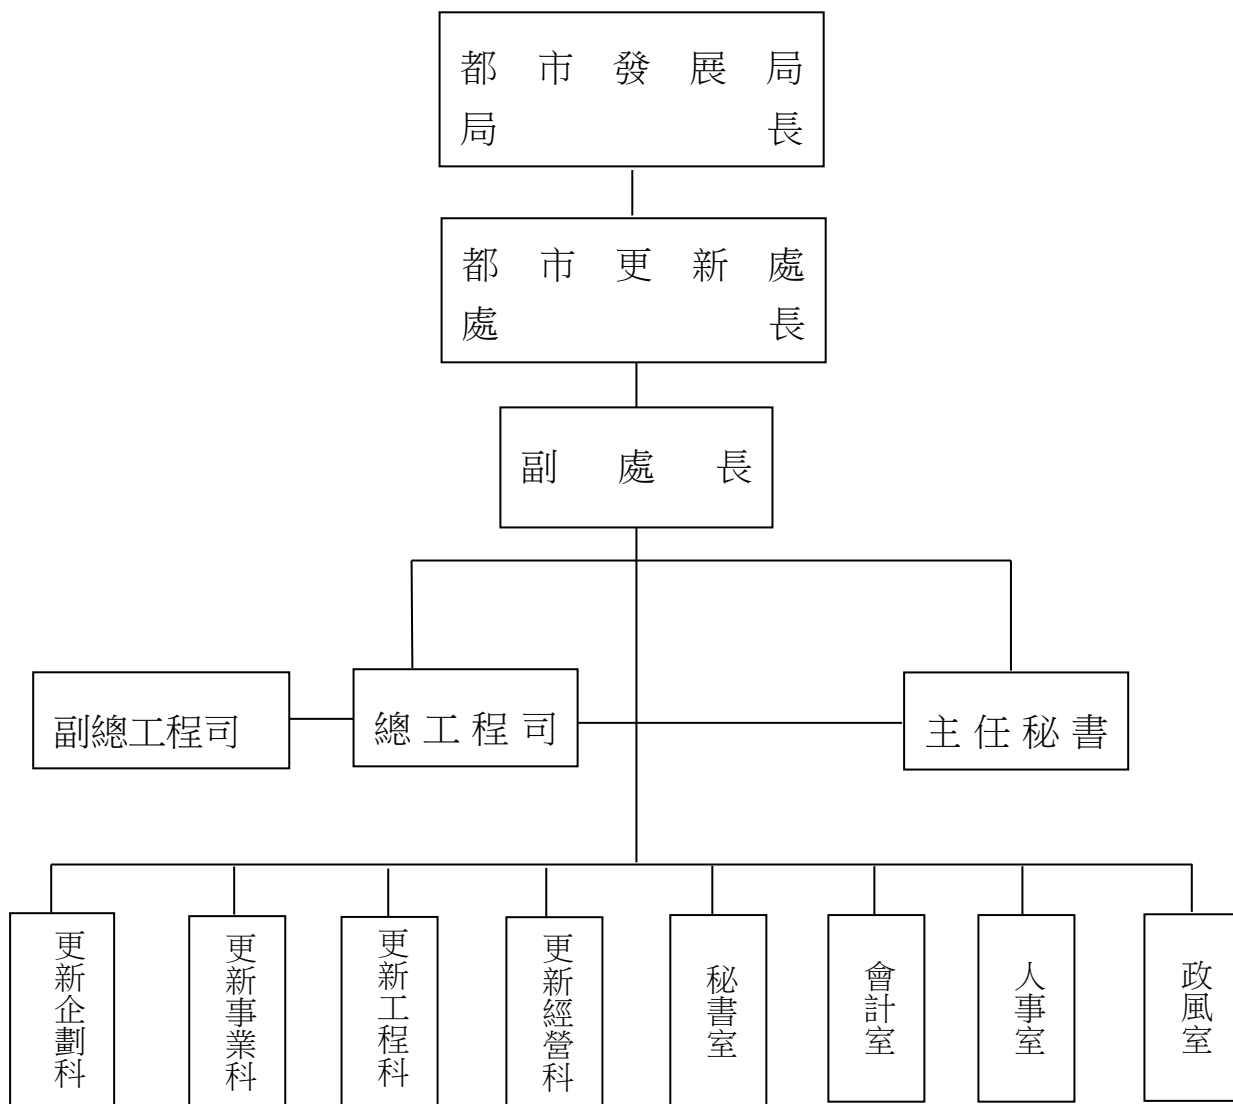 都市發展局
局長
都市更新處
處長
副處長
副總工程司
總工程司
主任秘書
更新企劃科
更新事業科
更新工程科
更新經營科
秘書室
會計室
人事室
政風室